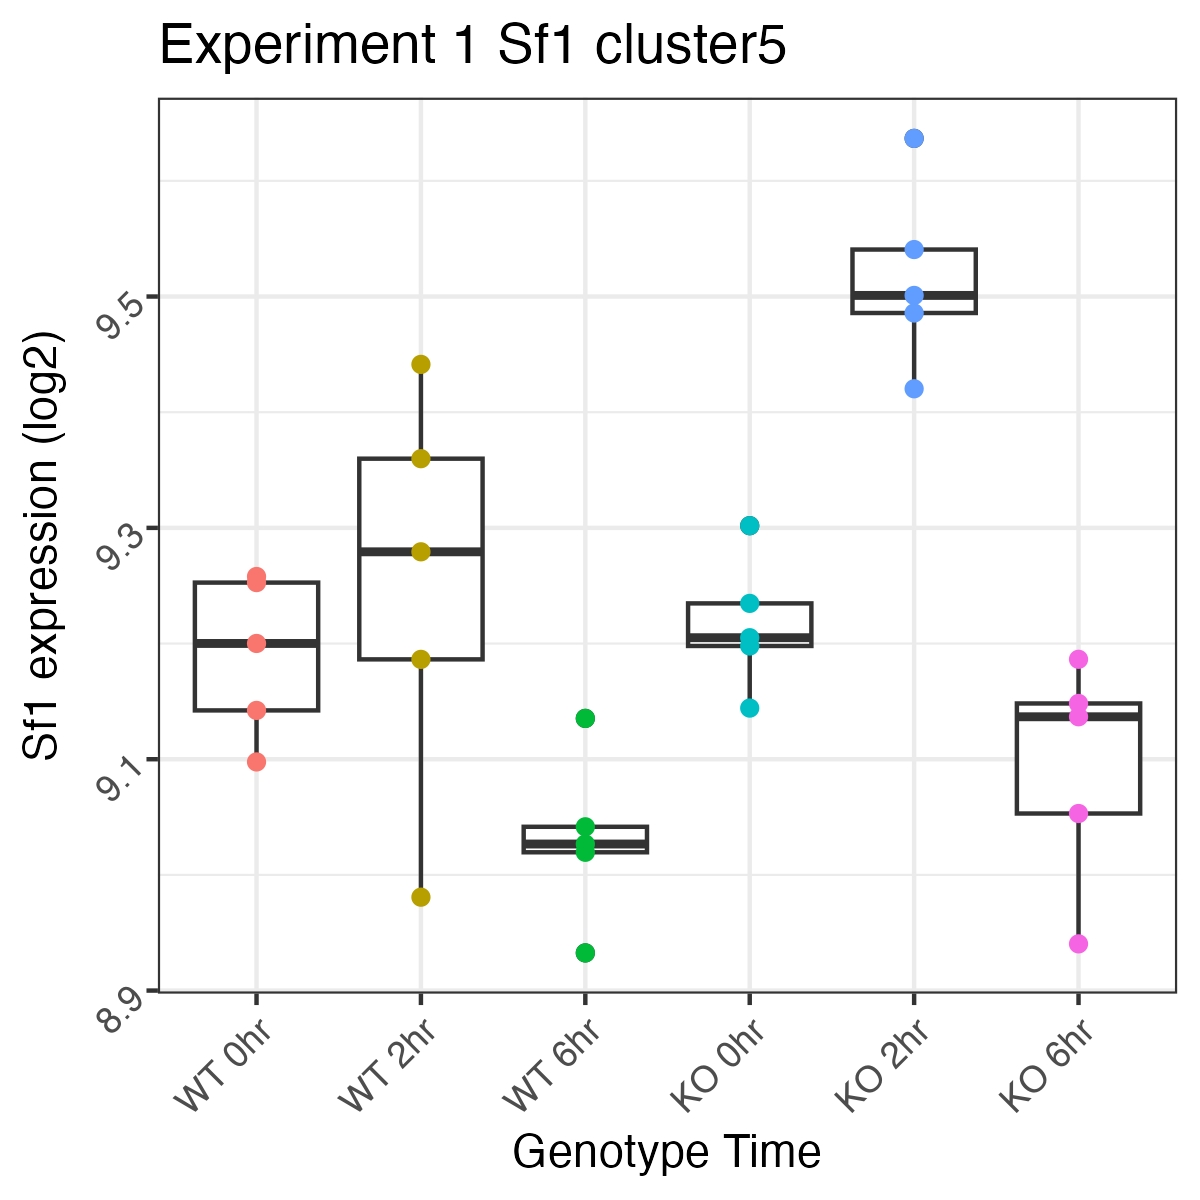 Experiment 1 Sf1 cluster5
Sf1 expression (log2)
9.5
9.3
9.1
8.9
WT 0hr
WT 2hr
WT 6hr
KO 0hr
KO 2hr
KO 6hr
Genotype Time